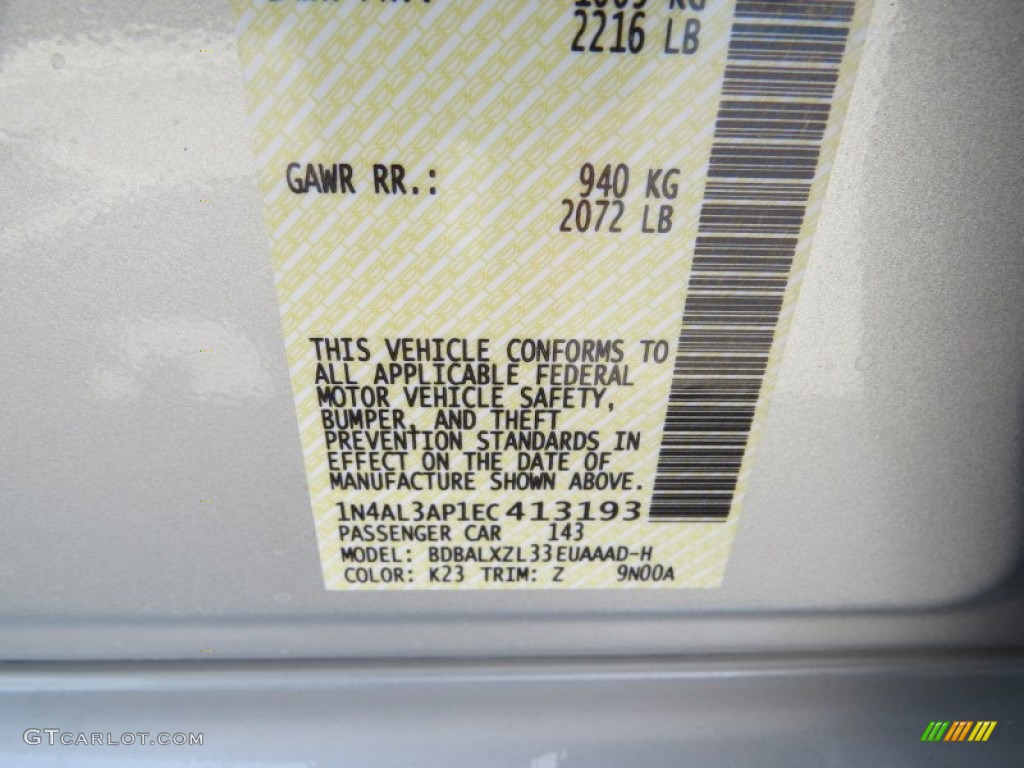 2216 LB
GAWR RR.: 940 KG
2072 LB
THIS VEHICLE CONFORMS TO
ALL APPLICABLE FEDERAL
MOTOR VEHICLE SAFETY,
BUMPER, AND THEFT
PREVENTION STANDARDS IN
EFFECT ON THE DATE OF
MANUFACTURE SHOWN ABOVE.
1N4AL3AP1EC413193
PASSENGER CAR 143
MODEL: BDBALXZL33EUAAAD-H
COLOR: K23 TRIM: Z 9N00A
GTCARLOT.COM